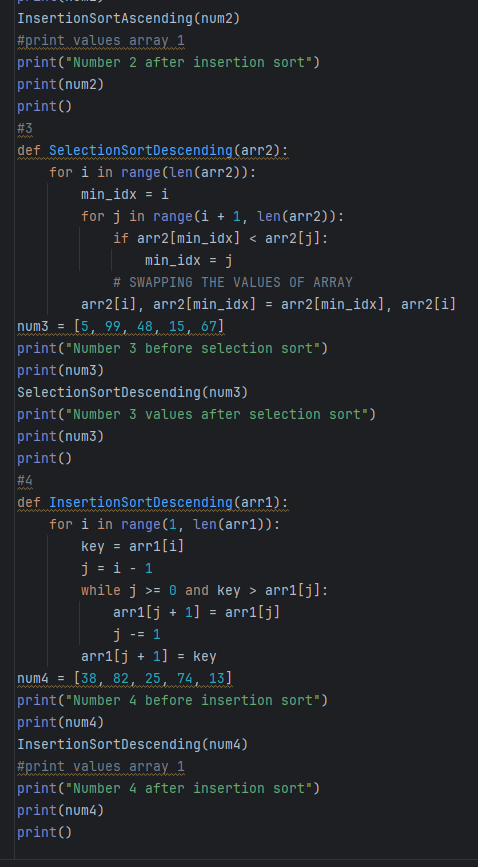 print(num2)
InsertionSortAscending(num2)
#print values array 1
print("Number 2 after insertion sort")
print(num2)
print()
#3
def SelectionSortDescending(arr2):
    for i in range(len(arr2)):
        min_idx = i
        for j in range(i + 1, len(arr2)):
            if arr2[min_idx] < arr2[j]:
                min_idx = j
            # SWAPPING THE VALUES OF ARRAY
        arr2[i], arr2[min_idx] = arr2[min_idx], arr2[i]
num3 = [5, 99, 48, 15, 67]
print("Number 3 before selection sort")
print(num3)
SelectionSortDescending(num3)
print("Number 3 values after selection sort")
print(num3)
print()
#4
def InsertionSortDescending(arr1):
    for i in range(1, len(arr1)):
        key = arr1[i]
        j = i - 1
        while j >= 0 and key > arr1[j]:
            arr1[j + 1] = arr1[j]
            j -= 1
        arr1[j + 1] = key
num4 = [38, 82, 25, 74, 13]
print("Number 4 before insertion sort")
print(num4)
InsertionSortDescending(num4)
#print values array 1
print("Number 4 after insertion sort")
print(num4)
print()